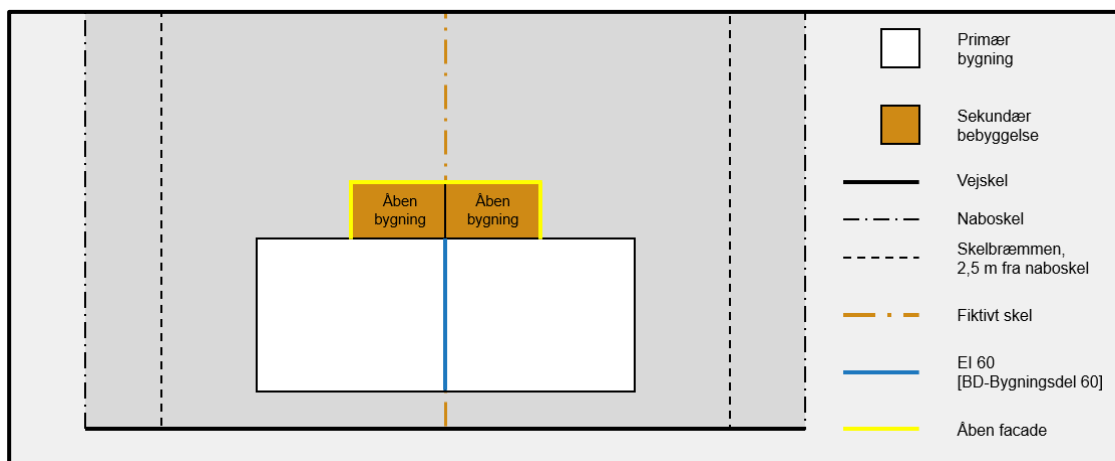 Åben
bygning
Åben
bygning
Primær
bygning
Sekundær
bebyggelse
Vejskel
Naboskel
Skelbræmmen,
2,5 m fra naboskel
Fiktivt skel
EI 60
[BD-Bygningsdel 60]
Åben facade